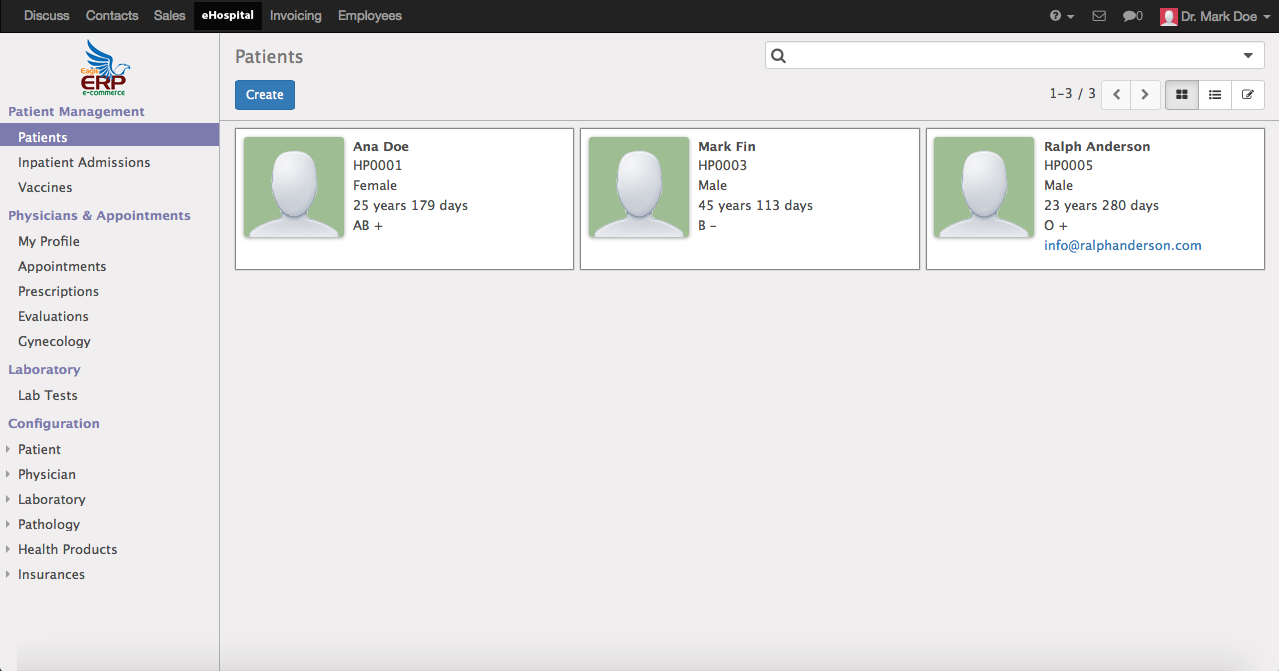 Discuss Contacts Sales eHospital Invoicing Employees 0 Dr. Mark Doe
Eagle
ERP
e-commerce
Patient Management
Patients
Inpatient Admissions
Vaccines
Physicians & Appointments
My Profile
Appointments
Prescriptions
Evaluations
Gynecology
Laboratory
Lab Tests
Configuration
Patient
Physician
Laboratory
Pathology
Health Products
Insurances
Patients
Create
1-3 / 3
Ana Doe
HP0001
Female
25 years 179 days
AB +
Mark Fin
HP0003
Male
45 years 113 days
B -
Ralph Anderson
HP0005
Male
23 years 280 days
O +
info@ralphanderson.com